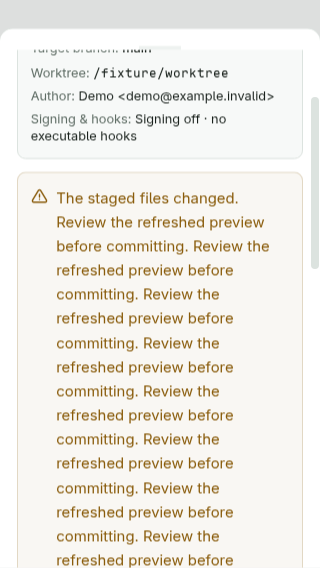 Target branch: main
Worktree: /fixture/worktree
Author: Demo <demo@example.invalid>
Signing & hooks: Signing off · no
executable hooks
The staged files changed.
Review the refreshed preview
before committing. Review the
refreshed preview before
committing. Review the
refreshed preview before
committing. Review the
refreshed preview before
committing. Review the
refreshed preview before
committing. Review the
refreshed preview before
committing. Review the
refreshed preview before
committing. Review the
refreshed preview before